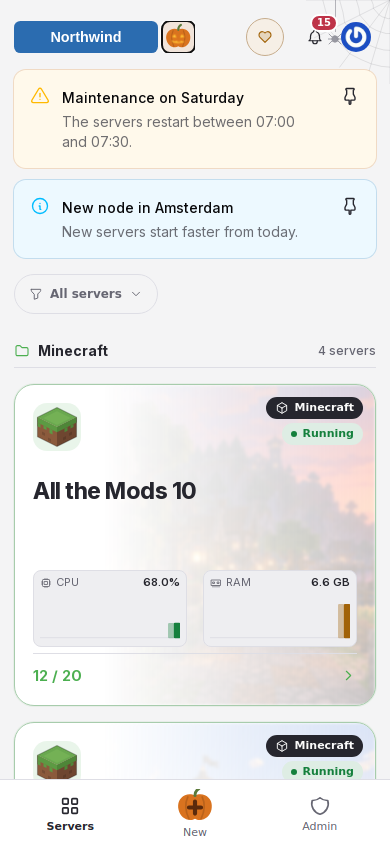 Northwind
15
Maintenance on Saturday
The servers restart between 07:00
and 07:30.
New node in Amsterdam
New servers start faster from today.
All servers
Minecraft
4 servers
Minecraft
Running
All the Mods 10
CPU
68.0%
RAM
6.6 GB
12 / 20
Minecraft
Running
Servers
New
Admin